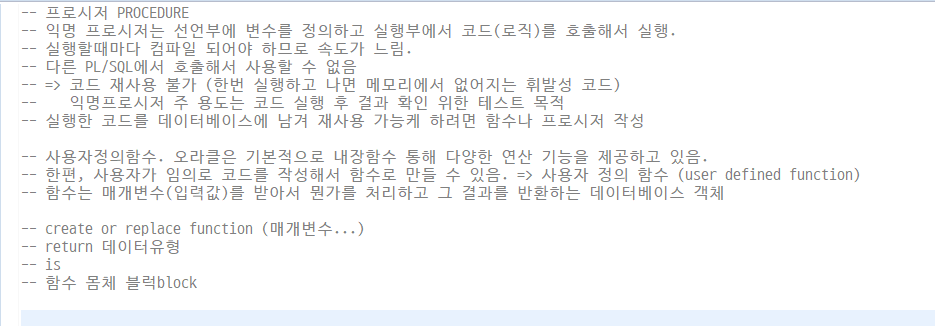 -- 프로시저 PROCEDURE
-- 익명 프로시저는 선언부에 변수를 정의하고 실행부에서 코드(로직)를 호출해서 실행.
-- 실행할때마다 컴파일 되어야 하므로 속도가 느림.
-- 다른 PL/SQL에서 호출해서 사용할 수 없음
-- => 코드 재사용 불가 (한번 실행하고 나면 메모리에서 없어지는 휘발성 코드)
--    익명프로시저 주 용도는 코드 실행 후 결과 확인 위한 테스트 목적
-- 실행한 코드를 데이터베이스에 남겨 재사용 가능케 하려면 함수나 프로시저 작성
-- 사용자정의함수. 오라클은 기본적으로 내장함수 통해 다양한 연산 기능을 제공하고 있음.
-- 한편, 사용자가 임의로 코드를 작성해서 함수로 만들 수 있음. => 사용자 정의 함수 (user defined function)
-- 함수는 매개변수(입력값)를 받아서 뭔가를 처리하고 그 결과를 반환하는 데이터베이스 객체
-- create or replace function (매개변수...)
-- return 데이터유형
-- is
-- 함수 몸체 블럭block